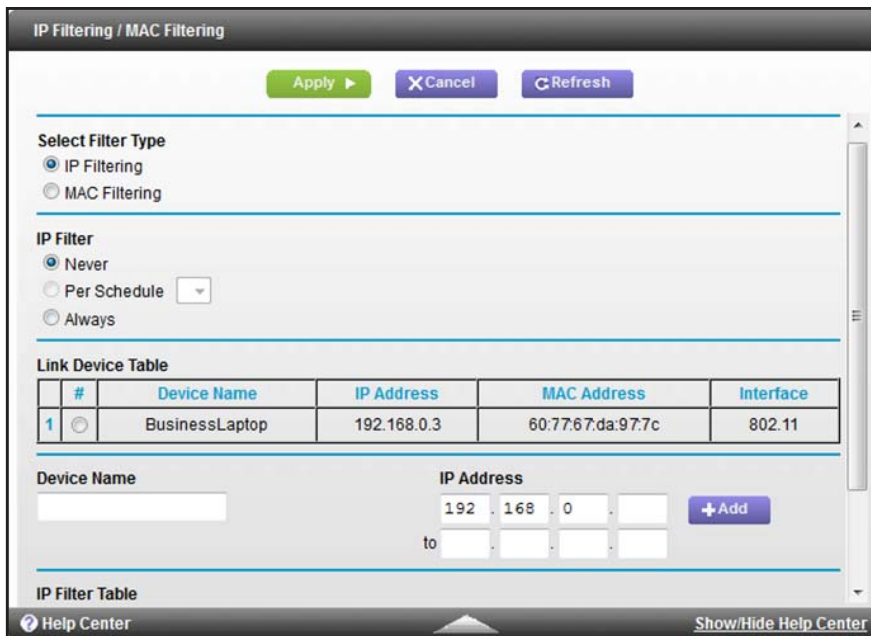 IP Filtering / MAC Filtering
Apply
Cancel
Refresh
Select Filter Type
IP Filtering
MAC Filtering
IP Filter
Never
Per Schedule
Always
Link Device Table
# Device Name IP Address MAC Address Interface
1 BusinessLaptop 192.168.0.3 60:77:67:da:97:7c 802.11
Device Name IP Address
192 . 168 . 0 . + Add
to . . .
IP Filter Table
Help Center Show/Hide Help Center